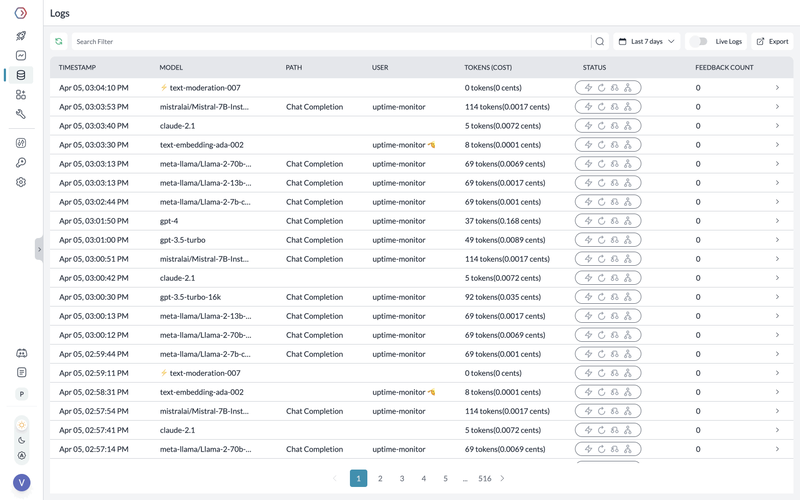 Logs
Search Filter Last 7 days Live Logs Export
TIMESTAMP MODEL PATH USER TOKENS (COST) STATUS FEEDBACK COUNT
Apr 05, 03:04:10 PM ⚡ text-moderation-007 0 tokens(0 cents) 0
Apr 05, 03:03:53 PM mistralai/Mistral-7B-Inst... Chat Completion uptime-monitor 114 tokens(0.0017 cents) 0
Apr 05, 03:03:40 PM claude-2.1 5 tokens(0.0072 cents) 0
Apr 05, 03:03:30 PM text-embedding-ada-002 uptime-monitor 8 tokens(0.0001 cents) 0
Apr 05, 03:03:13 PM meta-llama/Llama-2-70b-... Chat Completion uptime-monitor 69 tokens(0.0069 cents) 0
Apr 05, 03:03:13 PM meta-llama/Llama-2-13b-... Chat Completion uptime-monitor 69 tokens(0.0017 cents) 0
Apr 05, 03:02:44 PM meta-llama/Llama-2-7b-c... Chat Completion uptime-monitor 69 tokens(0.001 cents) 0
Apr 05, 03:01:50 PM gpt-4 Chat Completion uptime-monitor 37 tokens(0.168 cents) 0
Apr 05, 03:01:00 PM gpt-3.5-turbo Chat Completion uptime-monitor 49 tokens(0.0089 cents) 0
Apr 05, 03:00:51 PM mistralai/Mistral-7B-Inst... Chat Completion uptime-monitor 114 tokens(0.0017 cents) 0
Apr 05, 03:00:42 PM claude-2.1 5 tokens(0.0072 cents) 0
Apr 05, 03:00:30 PM gpt-3.5-turbo-16k Chat Completion uptime-monitor 92 tokens(0.035 cents) 0
Apr 05, 03:00:13 PM meta-llama/Llama-2-13b-... Chat Completion uptime-monitor 69 tokens(0.0017 cents) 0
Apr 05, 03:00:12 PM meta-llama/Llama-2-70b-... Chat Completion uptime-monitor 69 tokens(0.0069 cents) 0
Apr 05, 02:59:44 PM meta-llama/Llama-2-7b-c... Chat Completion uptime-monitor 69 tokens(0.001 cents) 0
Apr 05, 02:59:11 PM ⚡ text-moderation-007 0 tokens(0 cents) 0
Apr 05, 02:58:31 PM text-embedding-ada-002 uptime-monitor 8 tokens(0.0001 cents) 0
Apr 05, 02:57:54 PM mistralai/Mistral-7B-Inst... Chat Completion uptime-monitor 114 tokens(0.0017 cents) 0
Apr 05, 02:57:41 PM claude-2.1 5 tokens(0.0072 cents) 0
Apr 05, 02:57:14 PM meta-llama/Llama-2-70b-... Chat Completion uptime-monitor 69 tokens(0.0069 cents) 0
P
V
1 2 3 4 5 ... 516